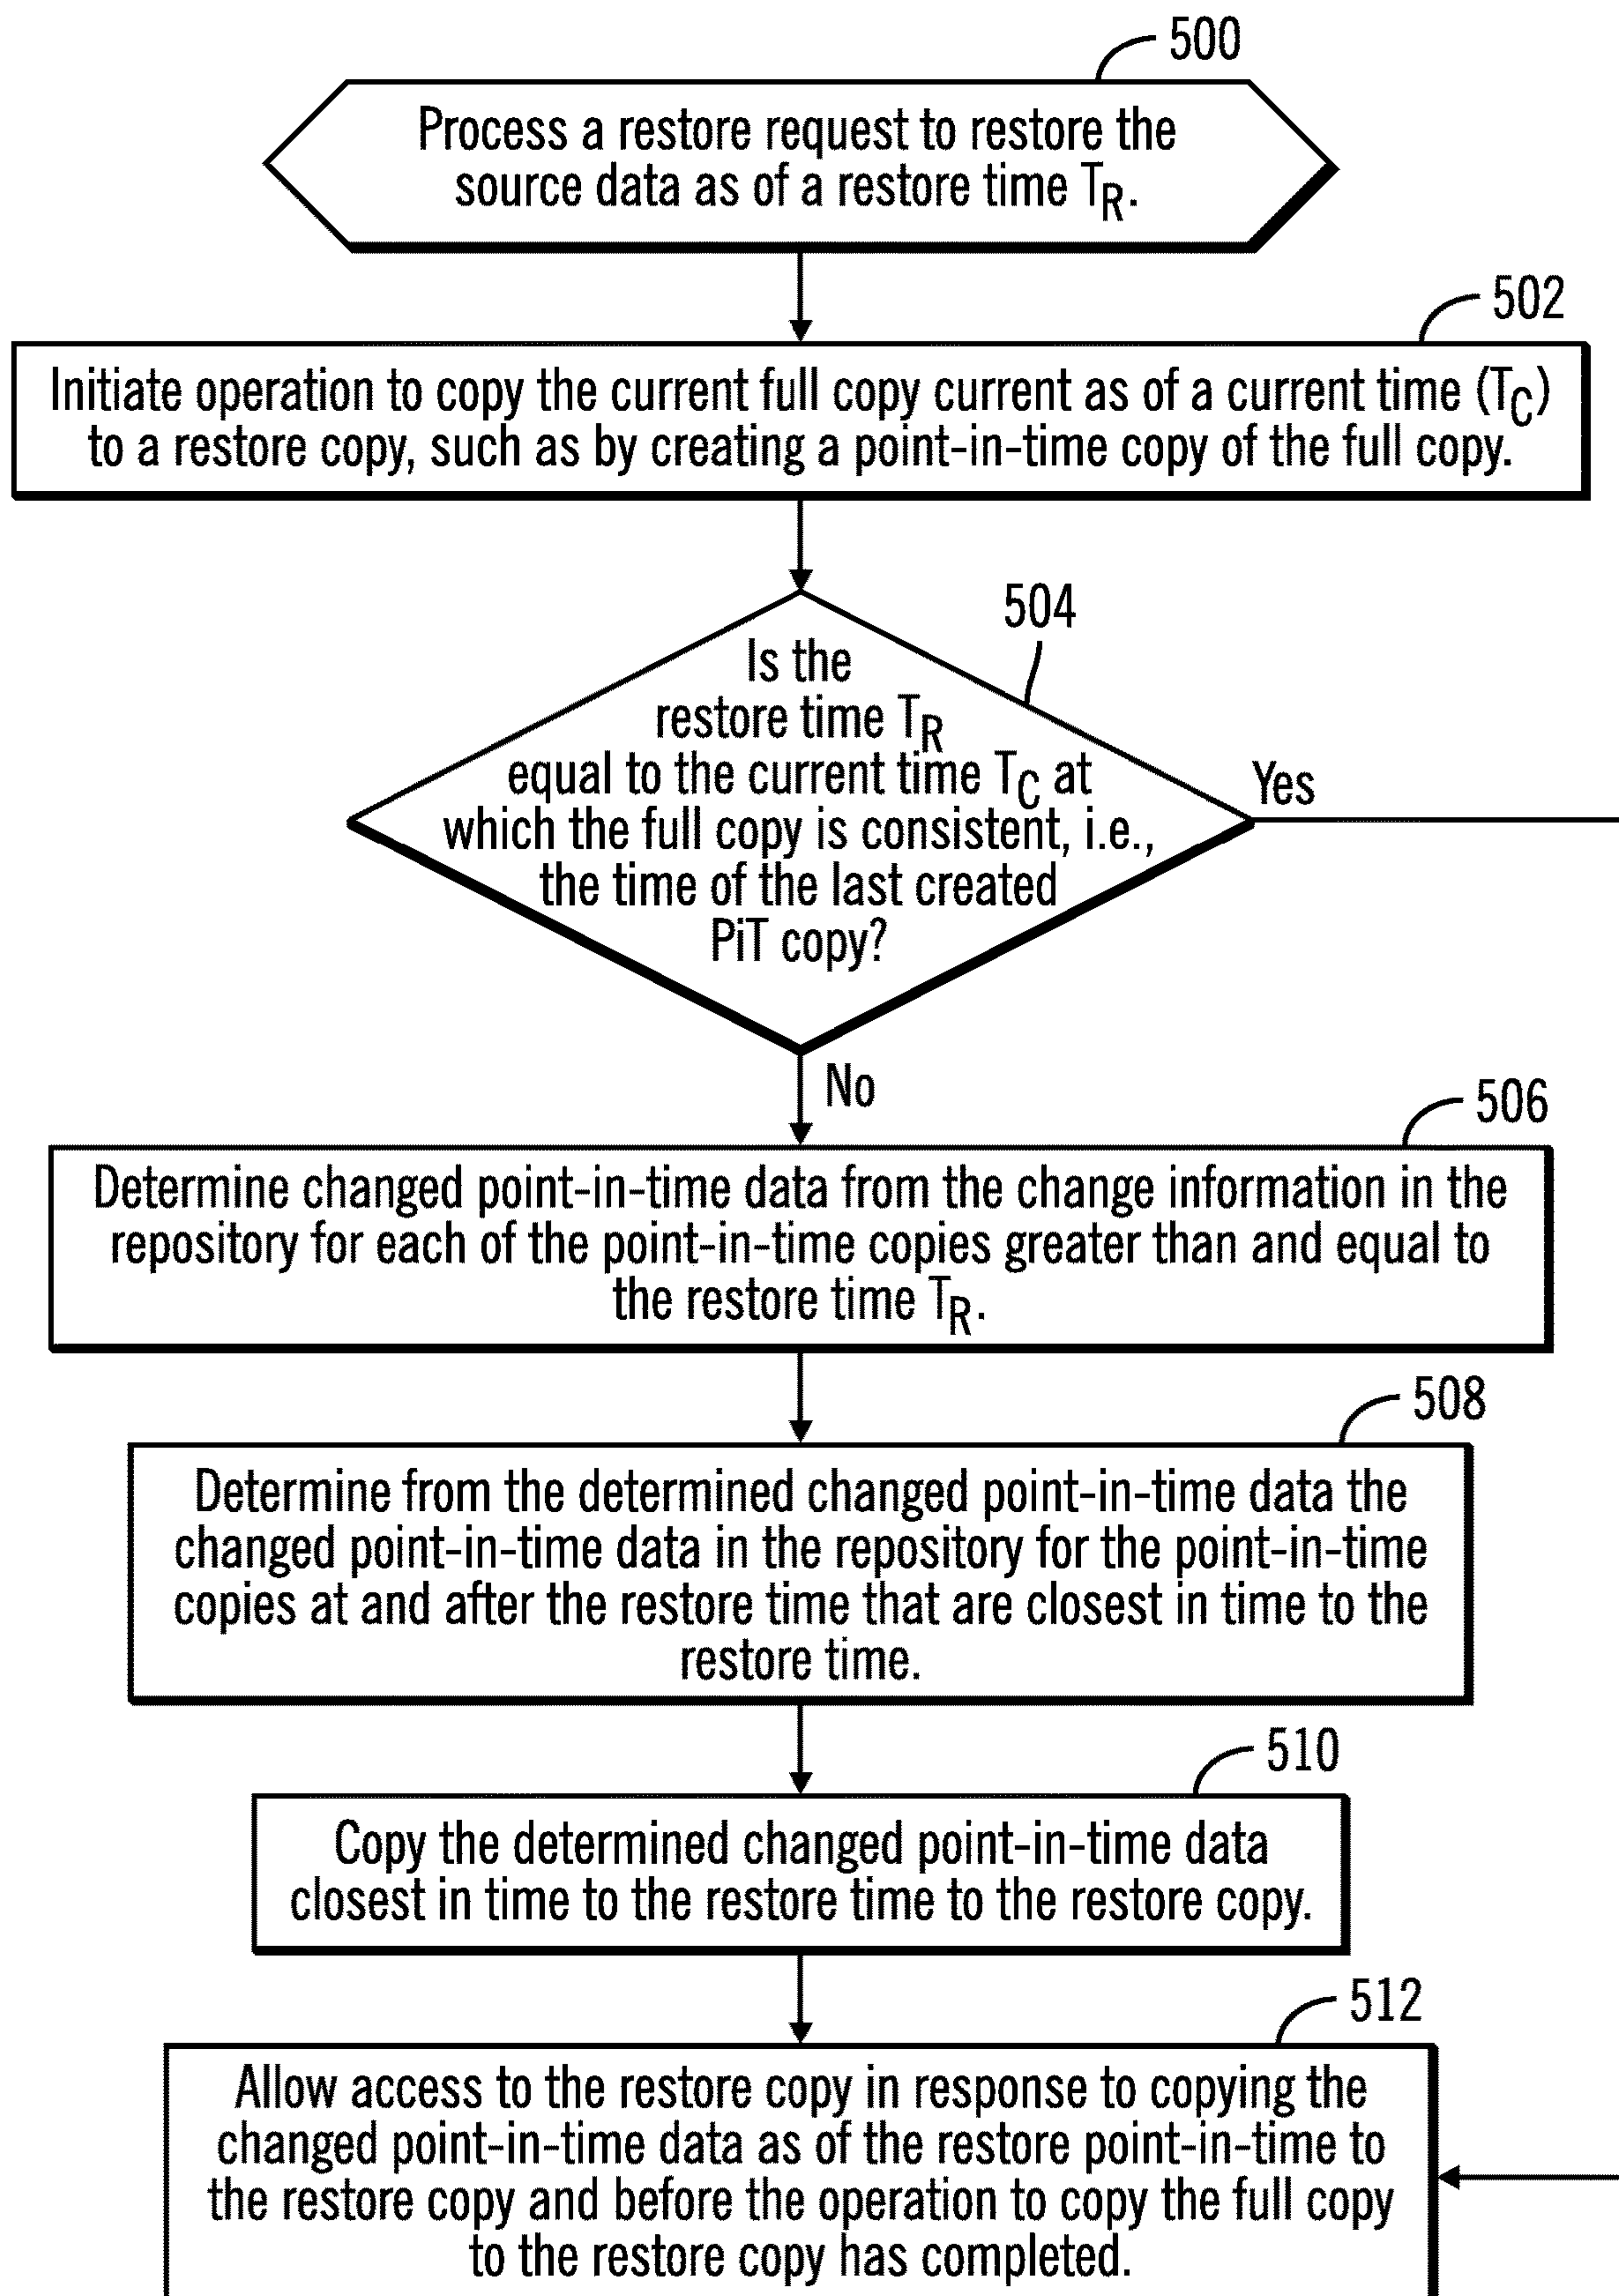 500
Process a restore request to restore the
source data as of a restore time TR.
502
Initiate operation to copy the current full copy current as of a current time (TC)
to a restore copy, such as by creating a point-in-time copy of the full copy.
504
Is the
restore time TR
equal to the current time TC at
which the full copy is consistent, i.e.,
the time of the last created
PiT copy?
Yes
No
506
Determine changed point-in-time data from the change information in the
repository for each of the point-in-time copies greater than and equal to
the restore time TR.
508
Determine from the determined changed point-in-time data the
changed point-in-time data in the repository for the point-in-time
copies at and after the restore time that are closest in time to the
restore time.
510
Copy the determined changed point-in-time data
closest in time to the restore time to the restore copy.
512
Allow access to the restore copy in response to copying the
changed point-in-time data as of the restore point-in-time to
the restore copy and before the operation to copy the full copy
to the restore copy has completed.